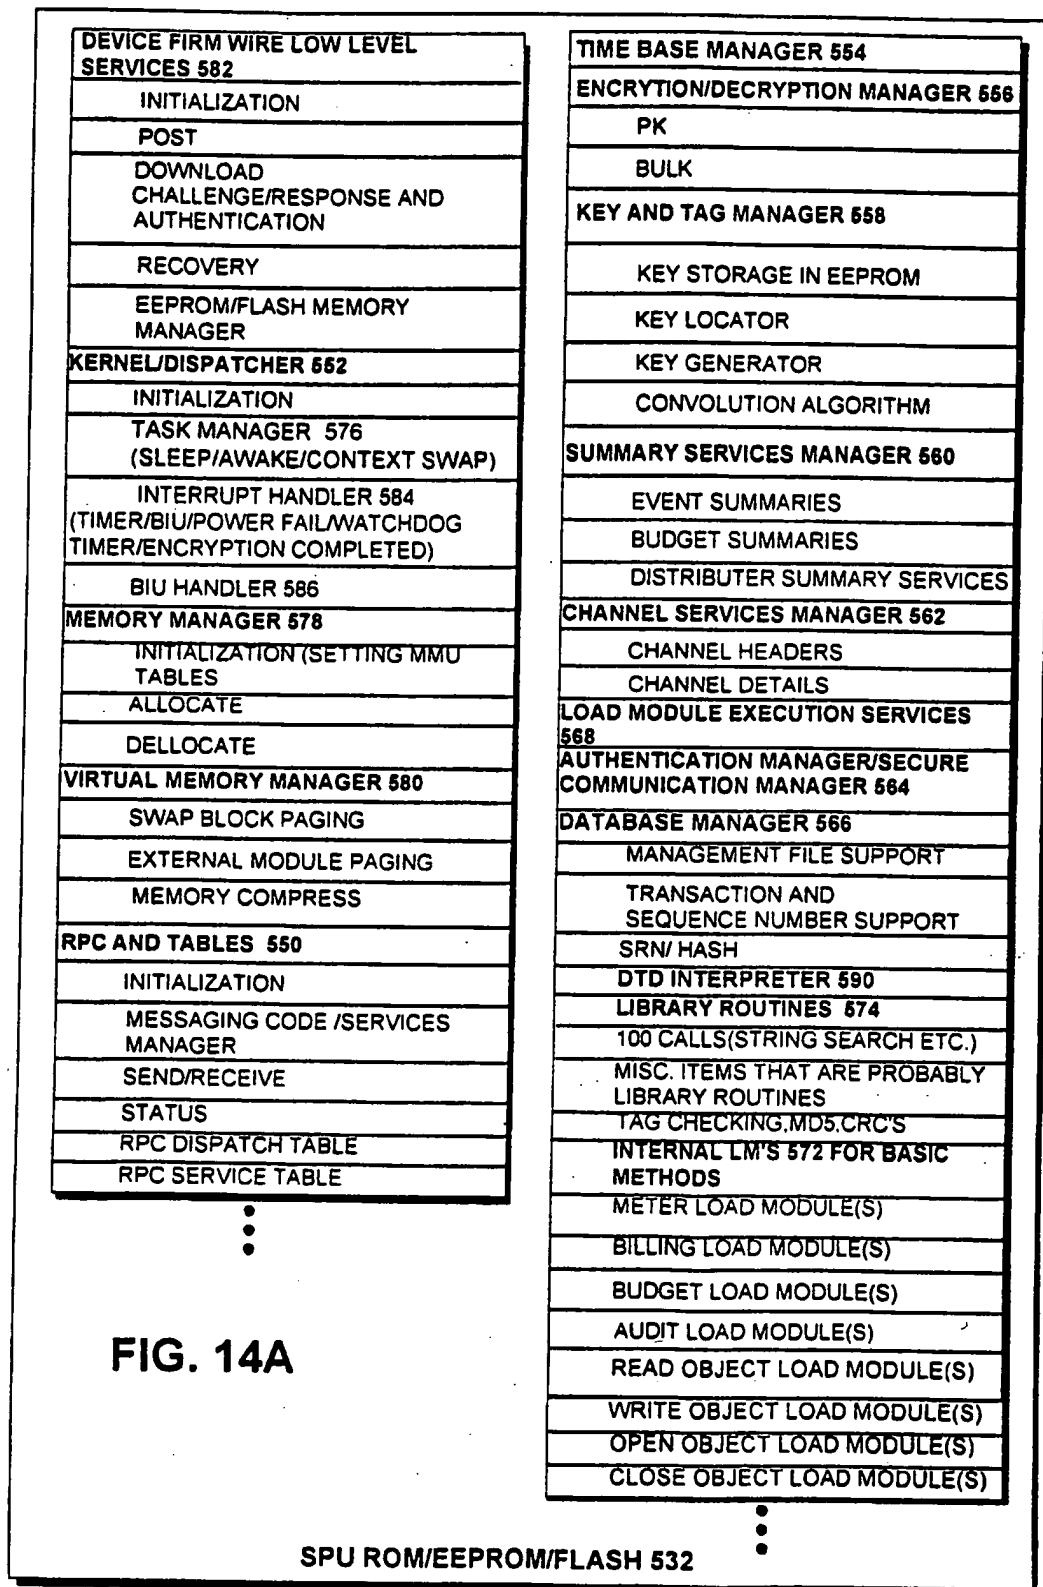 DEVICE FIRM WIRE LOW LEVEL
SERVICES 582
INITIALIZATION
POST
DOWNLOAD
CHALLENGE/RESPONSE AND
AUTHENTICATION
RECOVERY
EEPROM/FLASH MEMORY
MANAGER
KERNEL/DISPATCHER 552
INITIALIZATION
TASK MANAGER 576
(SLEEP/AWAKE/CONTEXT SWAP)
INTERRUPT HANDLER 584
(TIMER/BIU/POWER FAIL/WATCHDOG
TIMER/ENCRYPTION COMPLETED)
BIU HANDLER 586
MEMORY MANAGER 578
INITIALIZATION (SETTING MMU
TABLES
ALLOCATE
DELLOCATE
VIRTUAL MEMORY MANAGER 580
SWAP BLOCK PAGING
EXTERNAL MODULE PAGING
MEMORY COMPRESS
RPC AND TABLES 550
INITIALIZATION
MESSAGING CODE /SERVICES
MANAGER
SEND/RECEIVE
STATUS
RPC DISPATCH TABLE
RPC SERVICE TABLE
TIME BASE MANAGER 554
ENCRYTION/DECRYPTION MANAGER 556
PK
BULK
KEY AND TAG MANAGER 558
KEY STORAGE IN EEPROM
KEY LOCATOR
KEY GENERATOR
CONVOLUTION ALGORITHM
SUMMARY SERVICES MANAGER 560
EVENT SUMMARIES
BUDGET SUMMARIES
DISTRIBUTER SUMMARY SERVICES
CHANNEL SERVICES MANAGER 562
CHANNEL HEADERS
CHANNEL DETAILS
LOAD MODULE EXECUTION SERVICES
568
AUTHENTICATION MANAGER/SECURE
COMMUNICATION MANAGER 564
DATABASE MANAGER 566
MANAGEMENT FILE SUPPORT
TRANSACTION AND
SEQUENCE NUMBER SUPPORT
SRN/ HASH
DTD INTERPRETER 590
LIBRARY ROUTINES 574
100 CALLS(STRING SEARCH ETC.)
MISC. ITEMS THAT ARE PROBABLY
LIBRARY ROUTINES
TAG CHECKING,MD5,CRC'S
INTERNAL LM'S 572 FOR BASIC
METHODS
METER LOAD MODULE(S)
BILLING LOAD MODULE(S)
BUDGET LOAD MODULE(S)
AUDIT LOAD MODULE(S)
READ OBJECT LOAD MODULE(S)
WRITE OBJECT LOAD MODULE(S)
OPEN OBJECT LOAD MODULE(S)
CLOSE OBJECT LOAD MODULE(S)
FIG. 14A
SPU ROM/EEPROM/FLASH 532